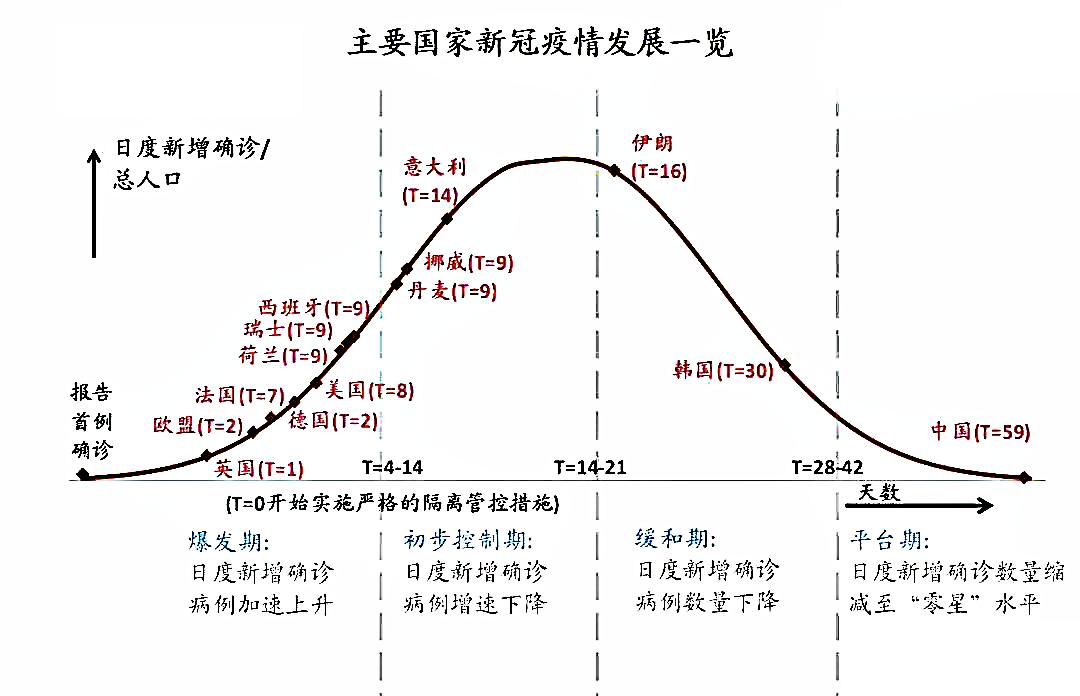 主要国家新冠疫情发展一览
日度新增确诊/
总人口
伊朗
(T=16)
意大利
(T=14)
挪威(T=9)
丹麦(T=9)
西班牙(T=9)
瑞士(T=9)
荷兰(T=9)
韩国(T=30)
美国(T=8)
法国(T=7)
德国(T=2)
欧盟(T=2)
英国(T=1)
报告
首例
确诊
中国(T=59)
T=4-14
T=14-21
T=28-42
天数
(T=0开始实施严格的隔离管控措施)
爆发期:
日度新增确诊
病例加速上升
初步控制期:
日度新增确诊
病例增速下降
缓和期:
日度新增确诊
病例数量下降
平台期:
日度新增确诊数量缩
减至“零星”水平